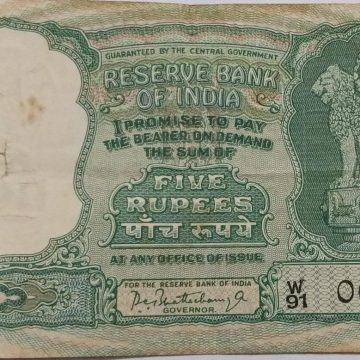 GUARANTEED BY THE CENTRAL GOVERNMENT
RESERVE BANK
OF INDIA
I PROMISE TO PAY
THE BEARER ON DEMAND
THE SUM OF
FIVE
RUPEES
पाँच रुपये
AT ANY OFFICE OF ISSUE
FOR THE RESERVE BANK OF INDIA
GOVERNOR.
W/91